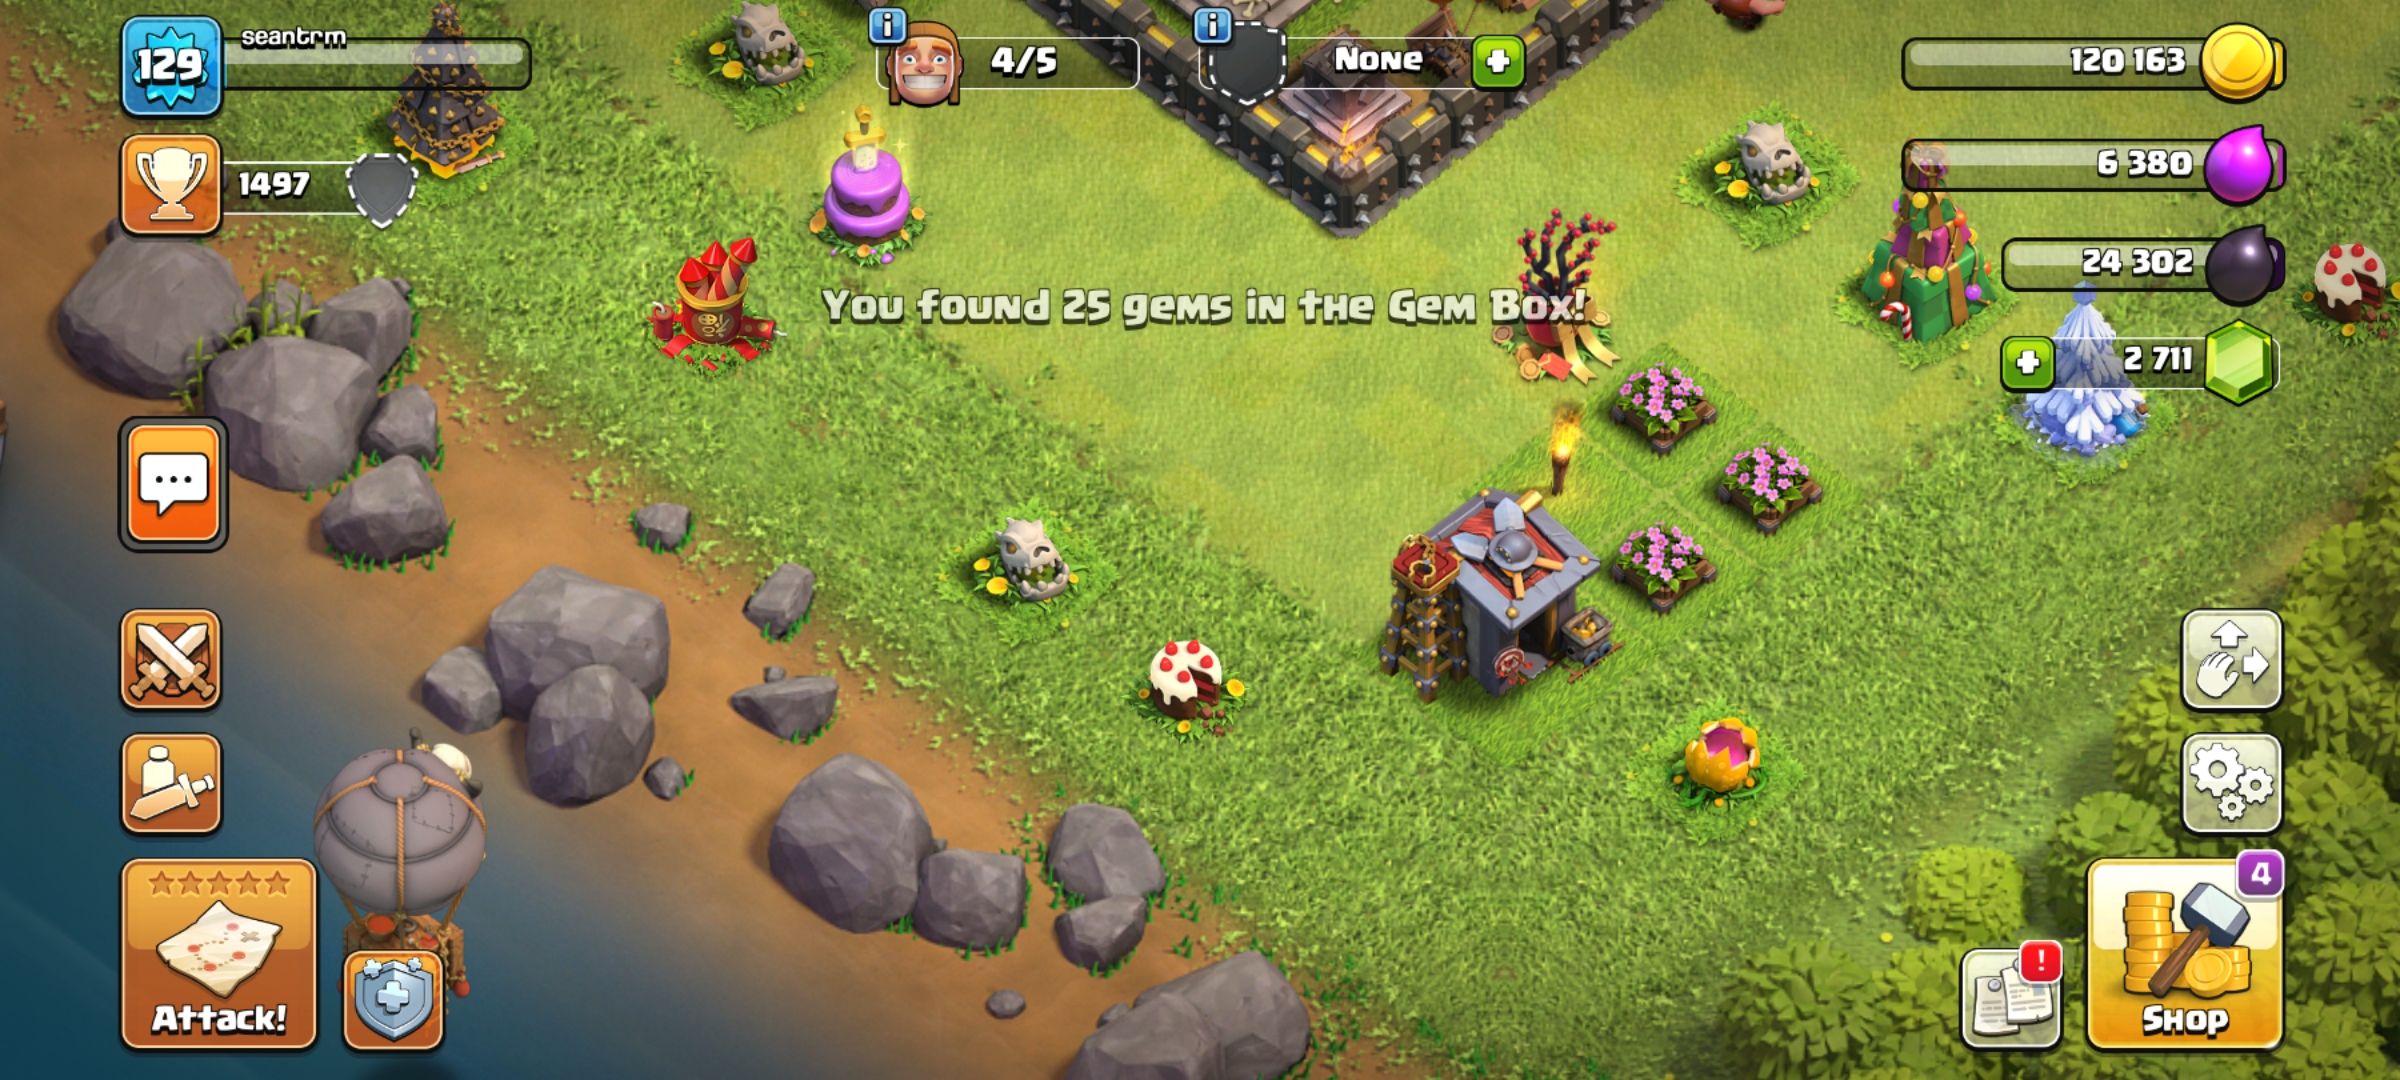 129
seantrm
4/5
None
120 163
1497
6 380
24 302
You found 25 gems in the Gem Box!
2 711
4
!
Attack!
Shop